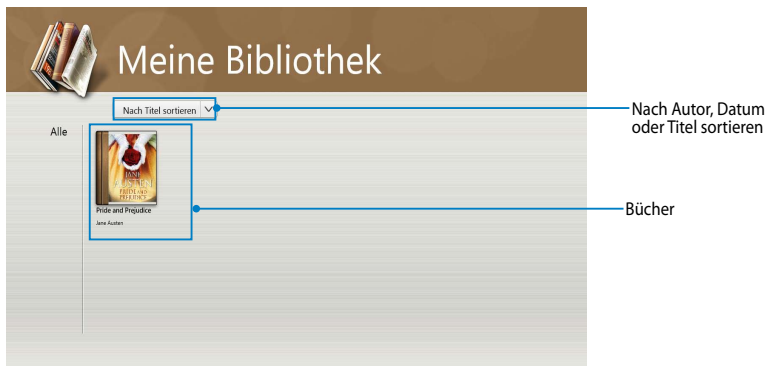 Meine Bibliothek
Nach Titel sortieren
Nach Autor, Datum
oder Titel sortieren
Alle
JANE
AUSTEN
PRIDE AND
PREJUDICE
Pride and Prejudice
Jane Austen
Bücher